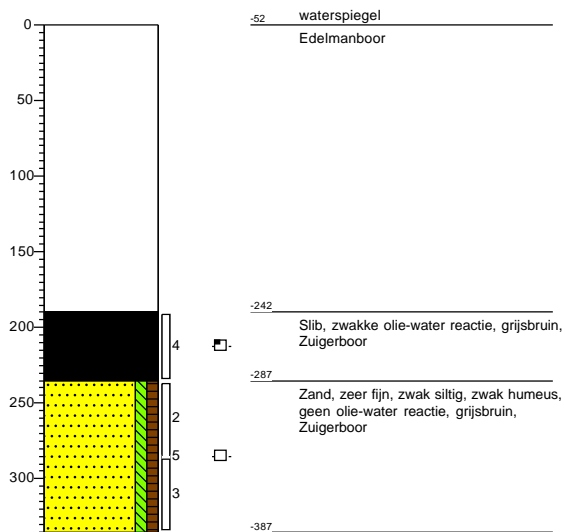 0
50
100
150
200
250
300
4
2
5
3
-52 waterspiegel
Edelmanboor
-242
Slib, zwakke olie-water reactie, grijsbruin,
Zuigerboor
-287
Zand, zeer fijn, zwak siltig, zwak humeus,
geen olie-water reactie, grijsbruin,
Zuigerboor
-387